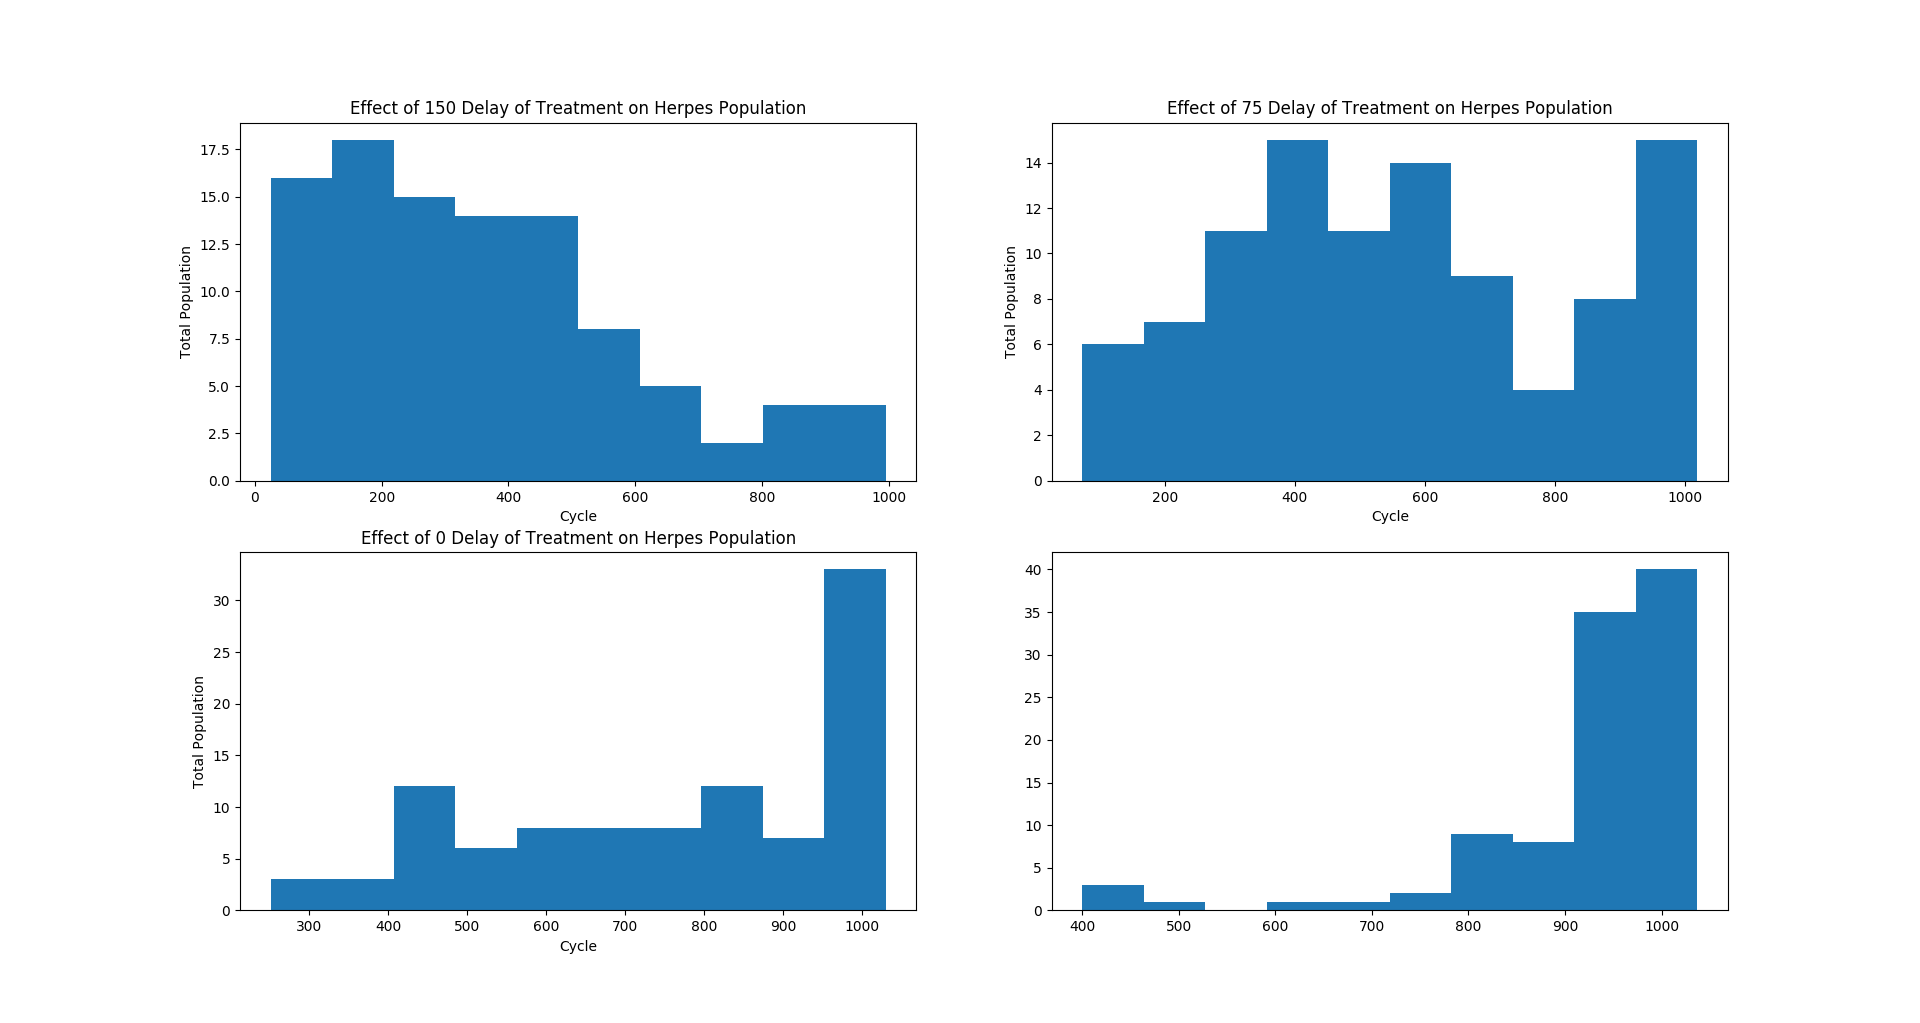 Effect of 150 Delay of Treatment on Herpes Population
17.5
15.0
12.5
10.0
7.5
5.0
2.5
0.0
Total Population
0 200 400 600 800 1000
Cycle
Effect of 75 Delay of Treatment on Herpes Population
14
12
10
8
6
4
2
0
Total Population
200 400 600 800 1000
Cycle
Effect of 0 Delay of Treatment on Herpes Population
30
25
20
15
10
5
0
Total Population
300 400 500 600 700 800 900 1000
Cycle
40
35
30
25
20
15
10
5
0
400 500 600 700 800 900 1000